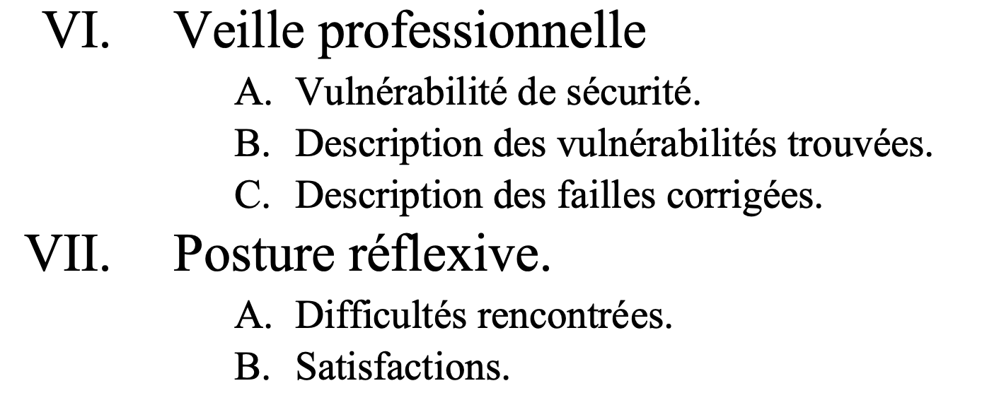 VI. Veille professionnelle
A. Vulnérabilité de sécurité.
B. Description des vulnérabilités trouvées.
C. Description des failles corrigées.
VII. Posture réflexive.
A. Difficultés rencontrées.
B. Satisfactions.